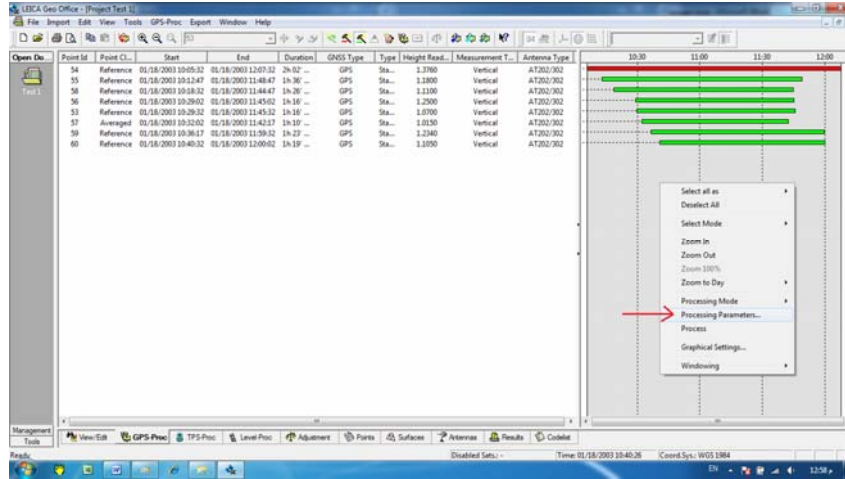 LEICA Geo Office - [Project Test 1]
File Import Edit View Tools GPS-Proc Export Window Help
Open Do...
Test 1
Point Id Point Cl... Start End Duration GNSS Type Type Height Read... Measurement T... Antenna Type
54 Reference 01/18/2003 10:05:32 01/18/2003 12:07:32 2h 02' ... GPS Sta... 1.3760 Vertical AT202/302
55 Reference 01/18/2003 10:12:47 01/18/2003 11:48:47 1h 36' ... GPS Sta... 1.1800 Vertical AT202/302
58 Reference 01/18/2003 10:18:32 01/18/2003 11:44:47 1h 26' ... GPS Sta... 1.1100 Vertical AT202/302
56 Reference 01/18/2003 10:29:02 01/18/2003 11:45:02 1h 16' ... GPS Sta... 1.2500 Vertical AT202/302
53 Reference 01/18/2003 10:29:32 01/18/2003 11:45:32 1h 16' ... GPS Sta... 1.0700 Vertical AT202/302
57 Averaged 01/18/2003 10:32:02 01/18/2003 11:42:17 1h 10' ... GPS Sta... 1.0150 Vertical AT202/302
59 Reference 01/18/2003 10:36:17 01/18/2003 11:59:32 1h 23' ... GPS Sta... 1.2340 Vertical AT202/302
60 Reference 01/18/2003 10:40:32 01/18/2003 12:00:02 1h 19' ... GPS Sta... 1.1050 Vertical AT202/302
10:30 11:00 11:30 12:00
Select all as
Deselect All
Select Mode
Zoom In
Zoom Out
Zoom 100%
Zoom to Day
Processing Mode
Processing Parameters...
Process
Graphical Settings...
Windowing
Management
Tools
View/Edit GPS-Proc TPS-Proc Level-Proc Adjustment Points Surfaces Antennas Results Codelist
Ready Disabled Sats.: - Time: 01/18/2003 10:40:26 Coord.Sys.: WGS 1984
EN 12:58